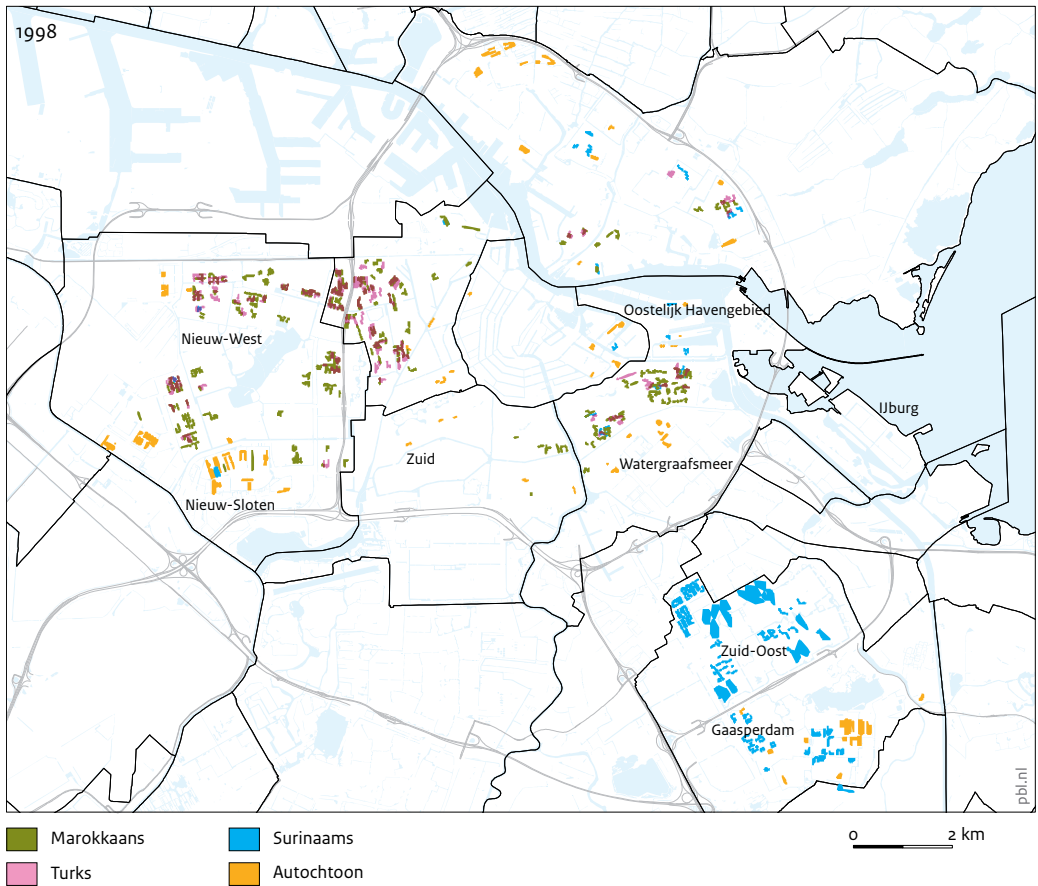 1998
Oostelijk Havengebied
Nieuw-West
IJburg
Zuid
Watergraafsmeer
Nieuw-Sloten
Zuid-Oost
Gaasperdam
pbl.nl
Marokkaans
Surinaams
0 2 km
Turks
Autochtoon